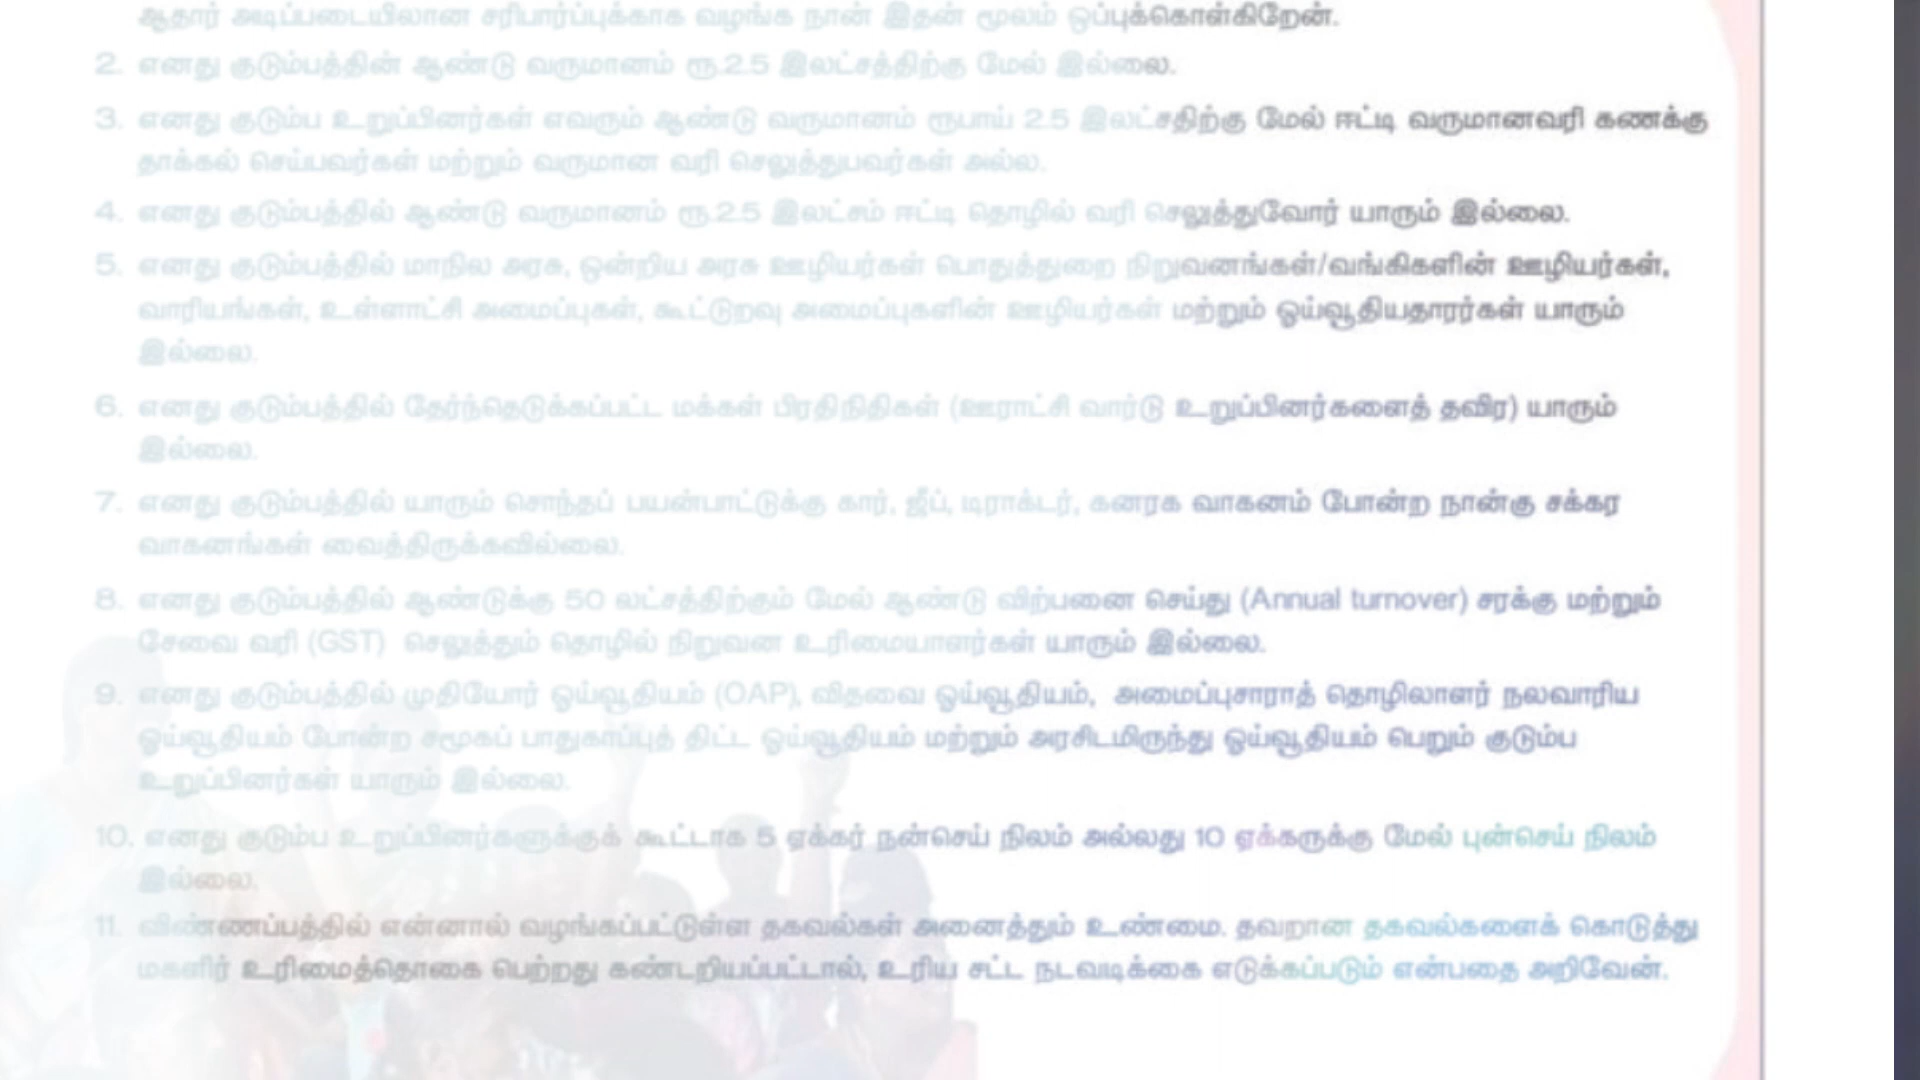 ஆதார் அடிப்படையிலான சரிபார்ப்புக்காக வழங்க நான் இதன் மூலம் ஒப்புக்கொள்கிறேன்.
2. எனது குடும்பத்தின் ஆண்டு வருமானம் ரூ.2.5 இலட்சத்திற்கு மேல் இல்லை.
3. எனது குடும்ப உறுப்பினர்கள் எவரும் ஆண்டு வருமானம் ரூபாய் 2.5 இலட்சதிற்கு மேல் ஈட்டி வருமானவரி கணக்கு
தாக்கல் செய்பவர்கள் மற்றும் வருமான வரி செலுத்துபவர்கள் அல்ல.
4. எனது குடும்பத்தில் ஆண்டு வருமானம் ரூ.2.5 இலட்சம் ஈட்டி தொழில் வரி செலுத்துவோர் யாரும் இல்லை.
5. எனது குடும்பத்தில் மாநில அரசு, ஒன்றிய அரசு ஊழியர்கள் பொதுத்துறை நிறுவனங்கள்/வங்கிகளின் ஊழியர்கள்,
வாரியங்கள், உள்ளாட்சி அமைப்புகள், கூட்டுறவு அமைப்புகளின் ஊழியர்கள் மற்றும் ஓய்வூதியதாரர்கள் யாரும்
இல்லை.
6. எனது குடும்பத்தில் தேர்ந்தெடுக்கப்பட்ட மக்கள் பிரதிநிதிகள் (ஊராட்சி வார்டு உறுப்பினர்களைத் தவிர) யாரும்
இல்லை.
7. எனது குடும்பத்தில் யாரும் சொந்தப் பயன்பாட்டுக்கு கார், ஜீப், டிராக்டர், கனரக வாகனம் போன்ற நான்கு சக்கர
வாகனங்கள் வைத்திருக்கவில்லை.
8. எனது குடும்பத்தில் ஆண்டுக்கு 50 லட்சத்திற்கும் மேல் ஆண்டு விற்பனை செய்து (Annual turnover) சரக்கு மற்றும்
சேவை வரி (GST) செலுத்தும் தொழில் நிறுவன உரிமையாளர்கள் யாரும் இல்லை.
9. எனது குடும்பத்தில் முதியோர் ஓய்வூதியம் (OAP), விதவை ஓய்வூதியம், அமைப்புசாராத் தொழிலாளர் நலவாரிய
ஓய்வூதியம் போன்ற சமூகப் பாதுகாப்புத் திட்ட ஓய்வூதியம் மற்றும் அரசிடமிருந்து ஓய்வூதியம் பெறும் குடும்ப
உறுப்பினர்கள் யாரும் இல்லை.
10. எனது குடும்ப உறுப்பினர்களுக்குக் கூட்டாக 5 ஏக்கர் நன்செய் நிலம் அல்லது 10 ஏக்கருக்கு மேல் புன்செய் நிலம்
இல்லை.
11. விண்ணப்பத்தில் என்னால் வழங்கப்பட்டுள்ள தகவல்கள் அனைத்தும் உண்மை. தவறான தகவல்களைக் கொடுத்து
மகளிர் உரிமைத்தொகை பெற்றது கண்டறியப்பட்டால், உரிய சட்ட நடவடிக்கை எடுக்கப்படும் என்பதை அறிவேன்.